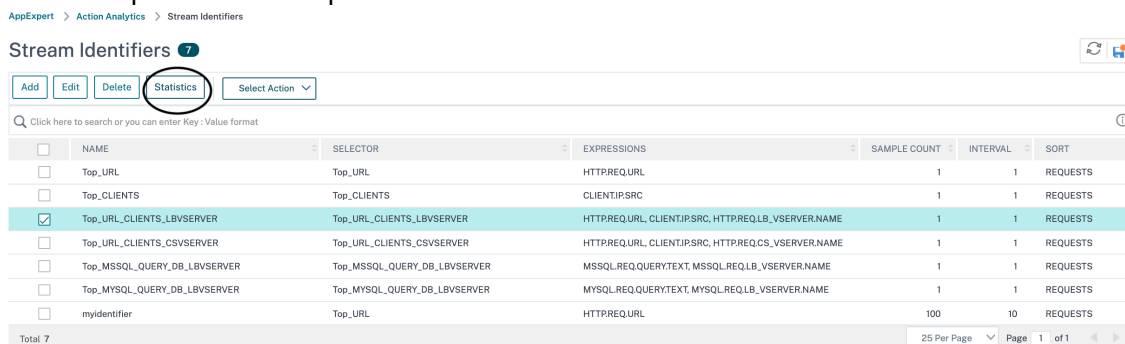 AppExpert > Action Analytics > Stream Identifiers
Stream Identifiers 7
Add Edit Delete Statistics Select Action
Click here to search or you can enter Key : Value format
NAME SELECTOR EXPRESSIONS SAMPLE COUNT INTERVAL SORT
Top_URL Top_URL HTTP.REQ.URL 1 1 REQUESTS
Top_CLIENTS Top_CLIENTS CLIENT.IP.SRC 1 1 REQUESTS
Top_URL_CLIENTS_LBVSERVER Top_URL_CLIENTS_LBVSERVER HTTP.REQ.URL, CLIENT.IP.SRC, HTTP.REQ.LB_VSERVER.NAME 1 1 REQUESTS
Top_URL_CLIENTS_CSVSERVER Top_URL_CLIENTS_CSVSERVER HTTP.REQ.URL, CLIENT.IP.SRC, HTTP.REQ.CS_VSERVER.NAME 1 1 REQUESTS
Top_MSSQL_QUERY_DB_LBVSERVER Top_MSSQL_QUERY_DB_LBVSERVER MSSQL.REQ.QUERY.TEXT, MSSQL.REQ.LB_VSERVER.NAME 1 1 REQUESTS
Top_MYSQL_QUERY_DB_LBVSERVER Top_MYSQL_QUERY_DB_LBVSERVER MYSQL.REQ.QUERY.TEXT, MYSQL.REQ.LB_VSERVER.NAME 1 1 REQUESTS
myidentifier Top_URL HTTP.REQ.URL 100 10 REQUESTS
Total 7 25 Per Page Page 1 of 1